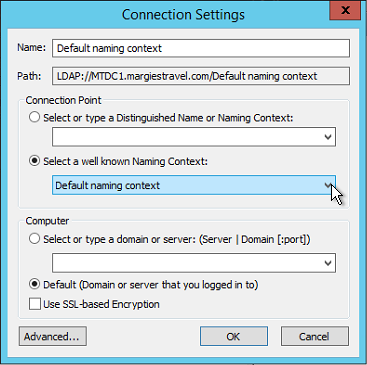 Connection Settings
x
Name: Default naming context
Path: LDAP://MTDC1.margiestravel.com/Default naming context
Connection Point
Select or type a Distinguished Name or Naming Context:
Select a well known Naming Context:
Default naming context
Computer
Select or type a domain or server: (Server | Domain [:port])
Default (Domain or server that you logged in to)
Use SSL-based Encryption
Advanced... OK Cancel